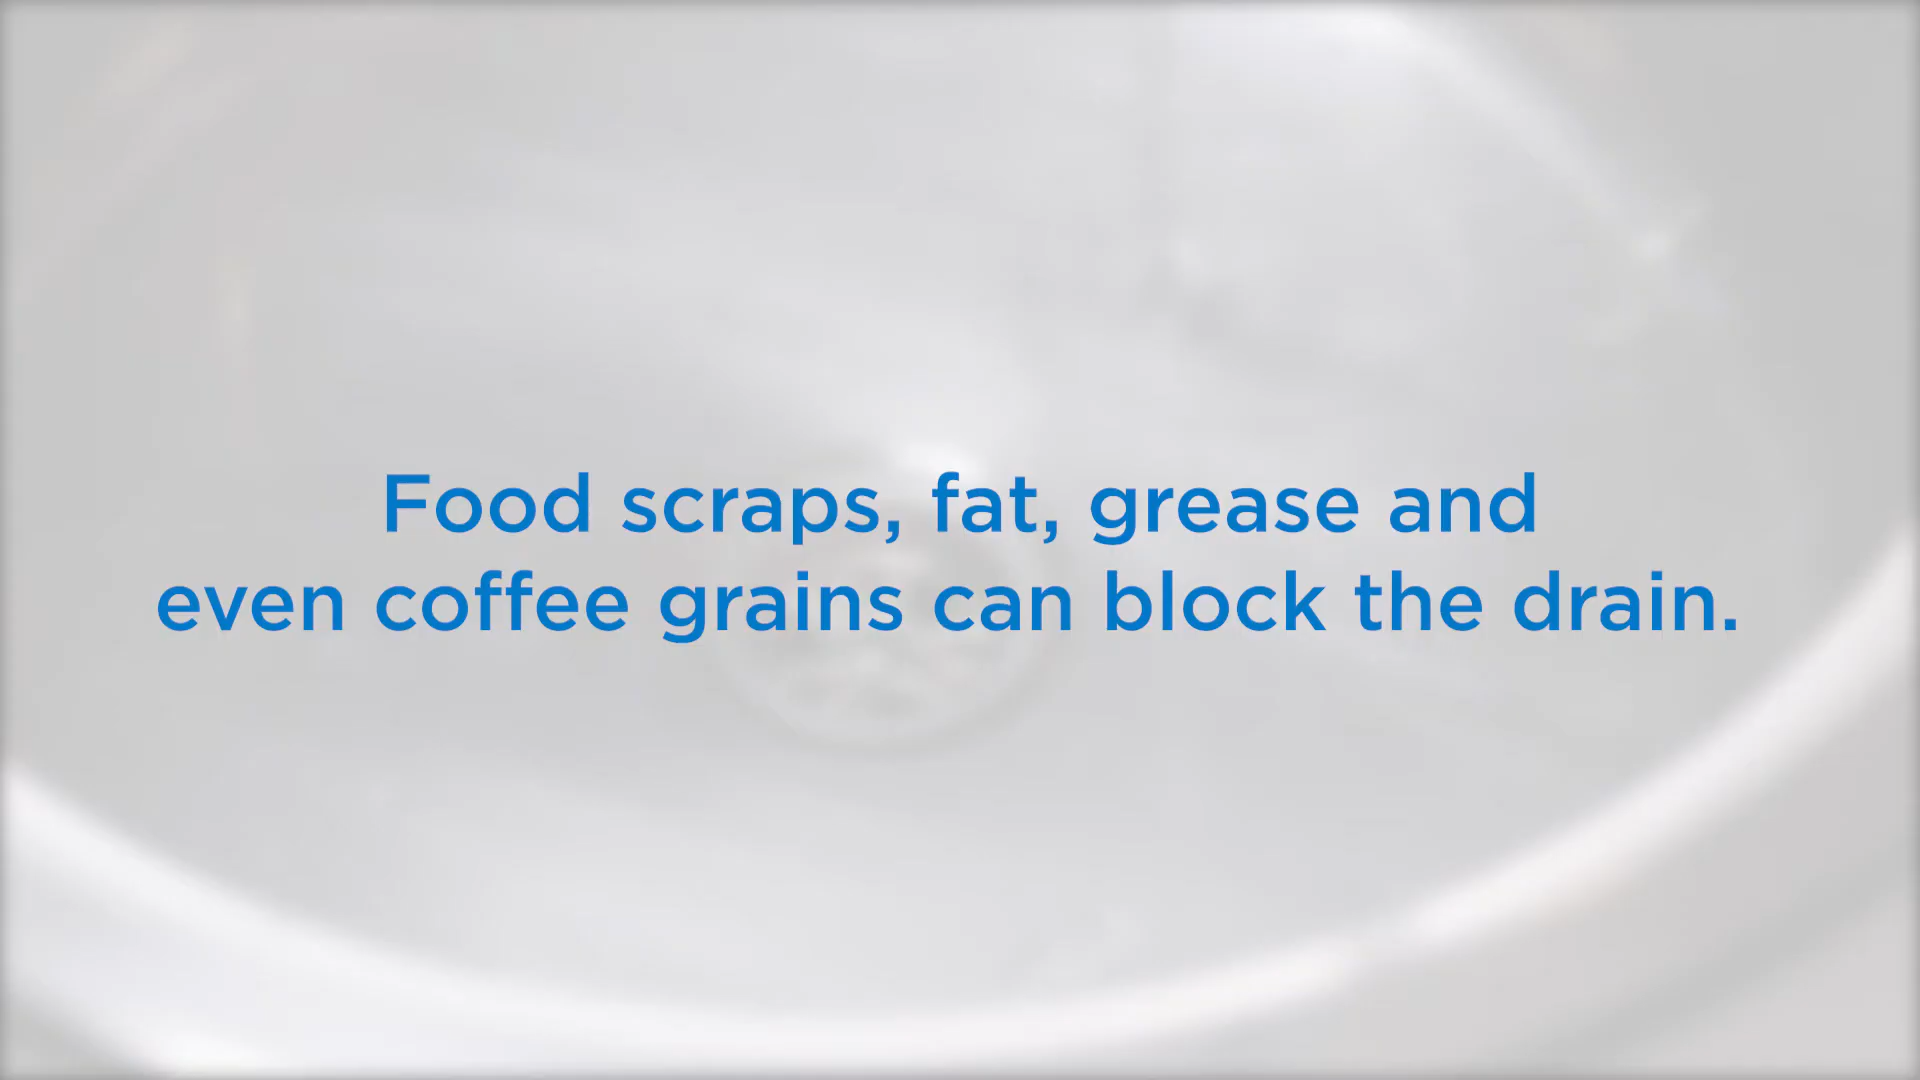 Food scraps, fat, grease and
even coffee grains can block the drain.